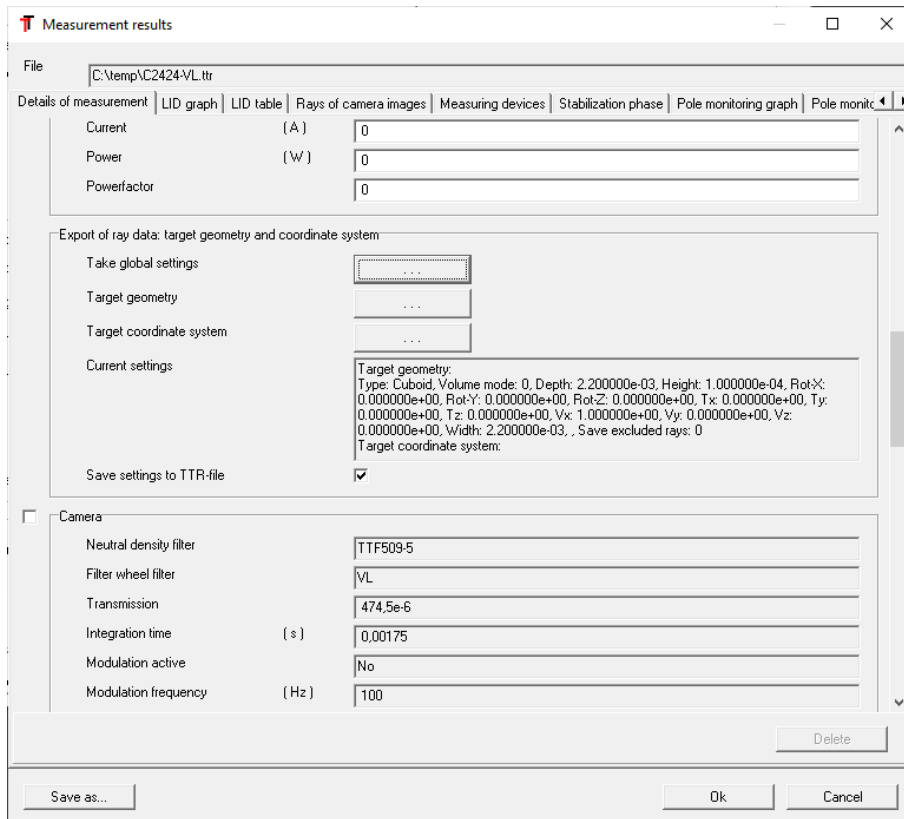 Measurement results
File
C:\temp\C2424-VL.ttr
Details of measurement LID graph LID table Rays of camera images Measuring devices Stabilization phase Pole monitoring graph Pole monito
Current (A) 0
Power (W) 0
Powerfactor 0
Export of ray data: target geometry and coordinate system
Take global settings ...
Target geometry ...
Target coordinate system ...
Current settings
Target geometry:
Type: Cuboid, Volume mode: 0, Depth: 2.200000e-03, Height: 1.000000e-04, Rot-X:
0.000000e+00, Rot-Y: 0.000000e+00, Rot-Z: 0.000000e+00, Tx: 0.000000e+00, Ty:
0.000000e+00, Tz: 0.000000e+00, Vx: 1.000000e+00, Vy: 0.000000e+00, Vz:
0.000000e+00, Width: 2.200000e-03, , Save excluded rays: 0
Target coordinate system:
Save settings to TTR-file
Camera
Neutral density filter TTF509-5
Filter wheel filter VL
Transmission 474,5e-6
Integration time (s) 0,00175
Modulation active No
Modulation frequency (Hz) 100
Delete
Save as... Ok Cancel